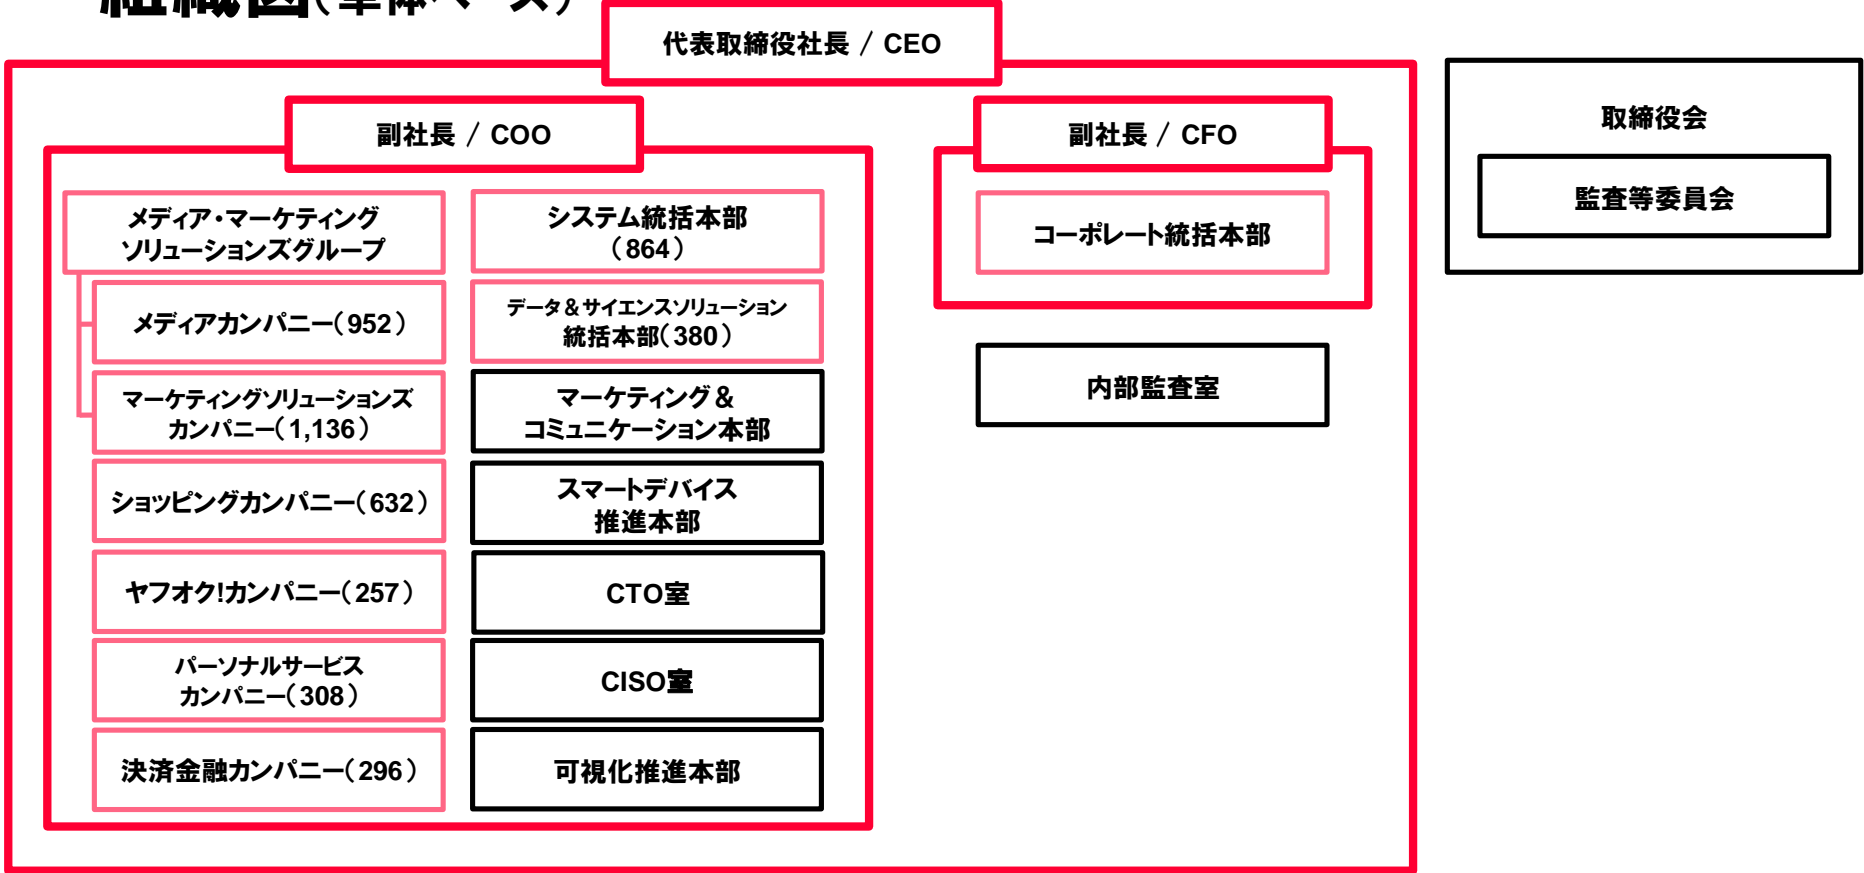 組織図（単体ベース）
代表取締役社長 / CEO
副社長 / COO
メディア・マーケティング
ソリューションズグループ
メディアカンパニー（952）
マーケティングソリューションズ
カンパニー（1,136）
ショッピングカンパニー（632）
ヤフオク!カンパニー（257）
パーソナルサービス
カンパニー（308）
決済金融カンパニー（296）
システム統括本部
（864）
データ＆サイエンスソリューション
統括本部（380）
マーケティング＆
コミュニケーション本部
スマートデバイス
推進本部
CTO室
CISO室
可視化推進本部
副社長 / CFO
コーポレート統括本部
内部監査室
取締役会
監査等委員会